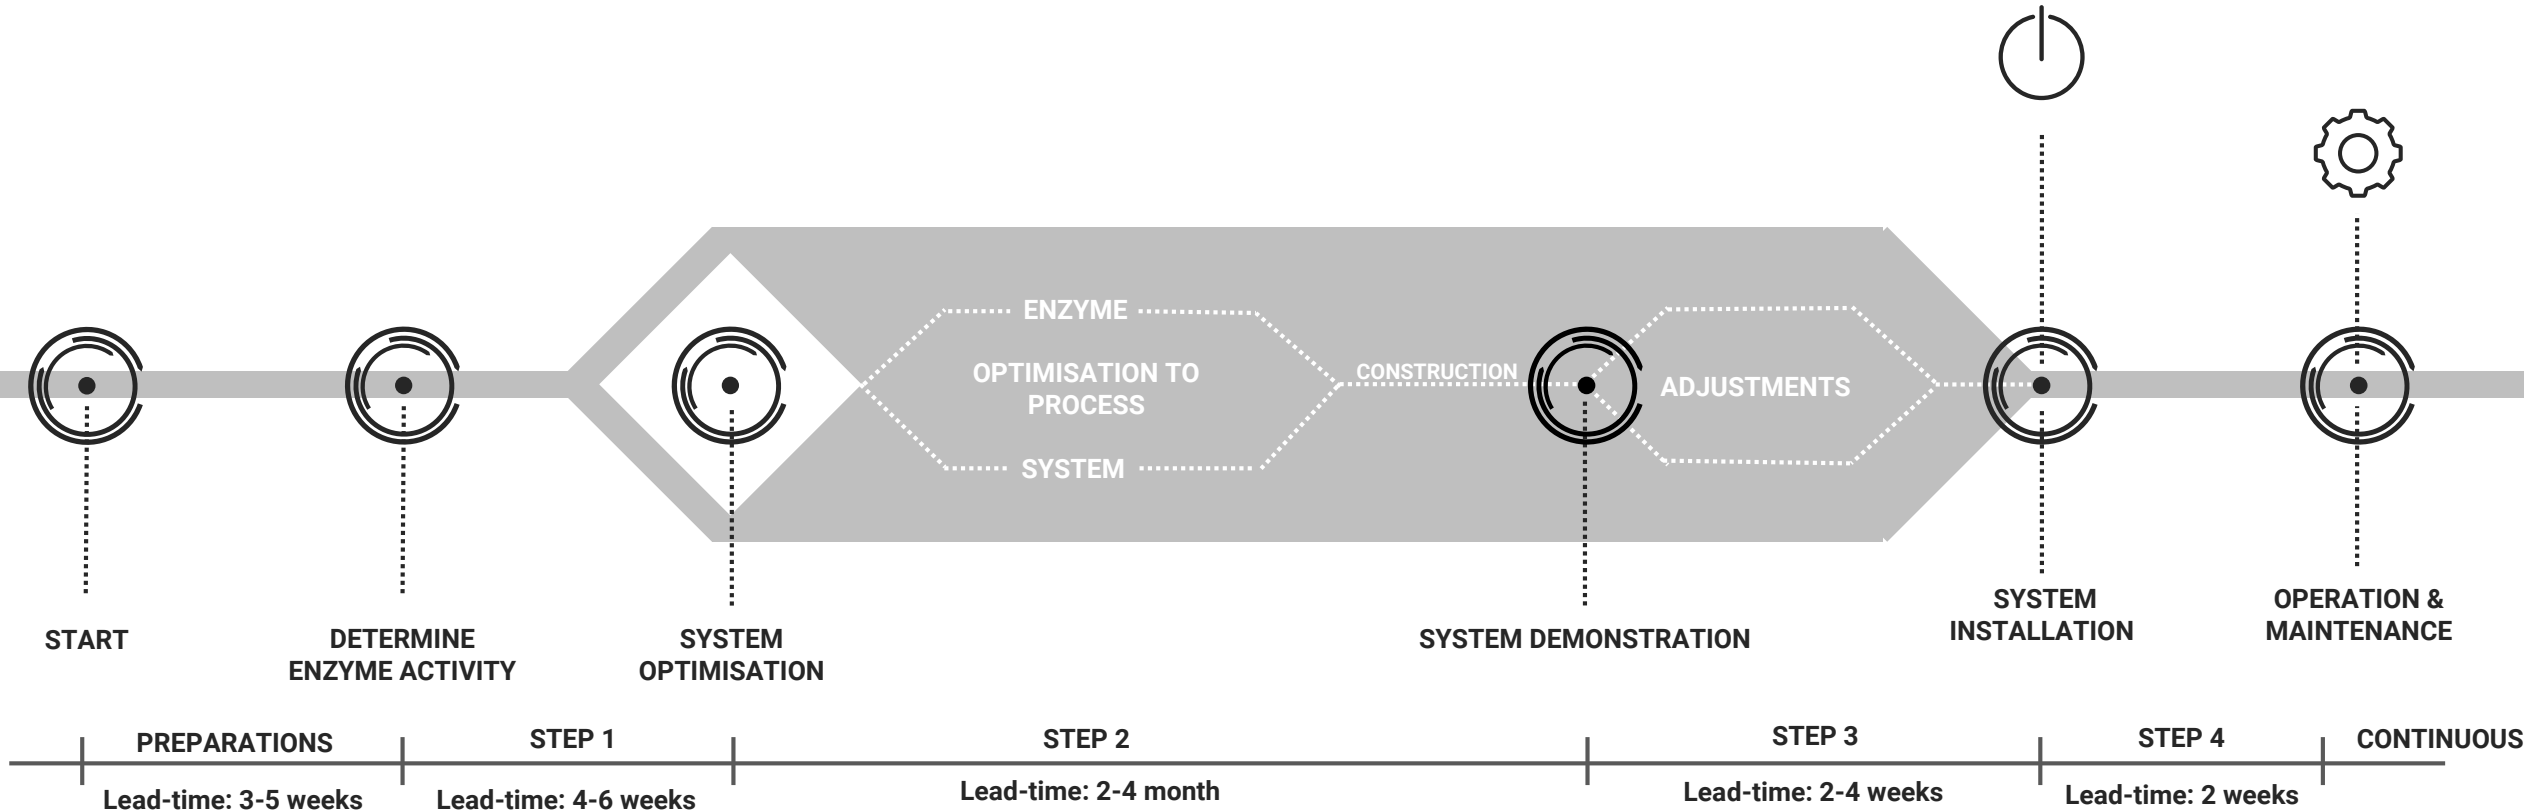 ENZYME
OPTIMISATION TO
PROCESS
SYSTEM
CONSTRUCTION
ADJUSTMENTS
START
DETERMINE
ENZYME ACTIVITY
SYSTEM
OPTIMISATION
SYSTEM DEMONSTRATION
SYSTEM
INSTALLATION
OPERATION &
MAINTENANCE
PREPARATIONS
STEP 1
STEP 2
STEP 3
STEP 4
CONTINUOUS
Lead-time: 3-5 weeks
Lead-time: 4-6 weeks
Lead-time: 2-4 month
Lead-time: 2-4 weeks
Lead-time: 2 weeks